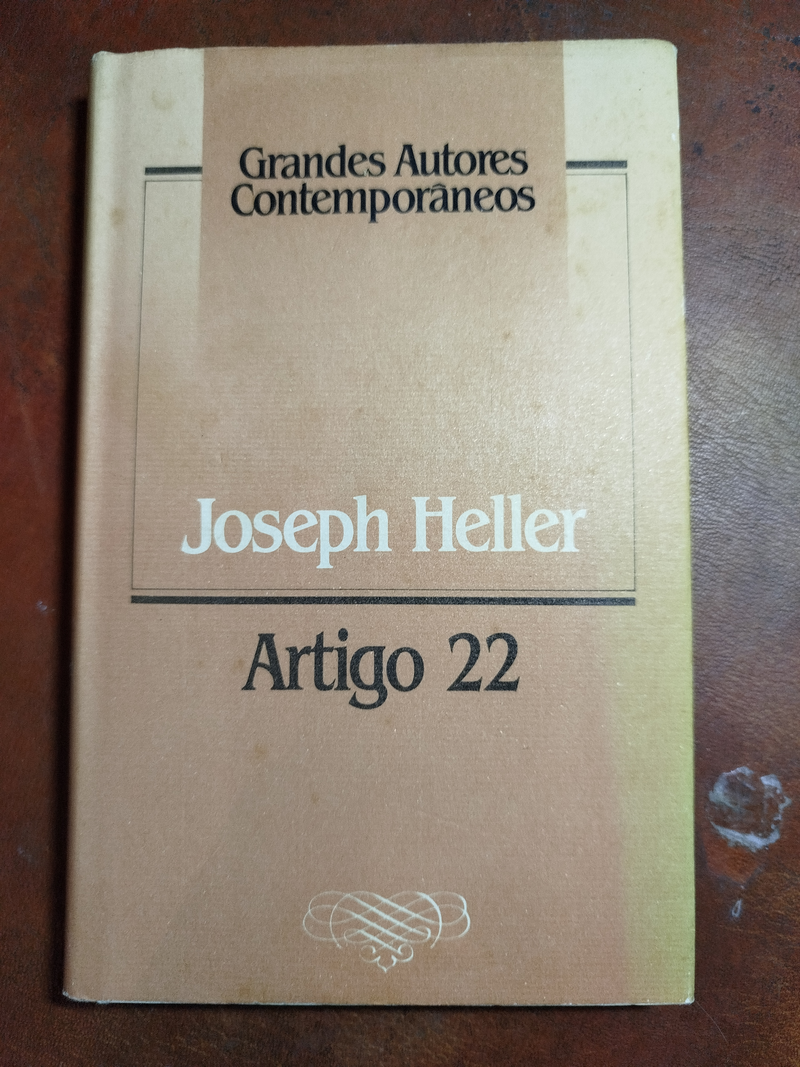 Grandes Autores
Contemporâneos
Joseph Heller
Artigo 22